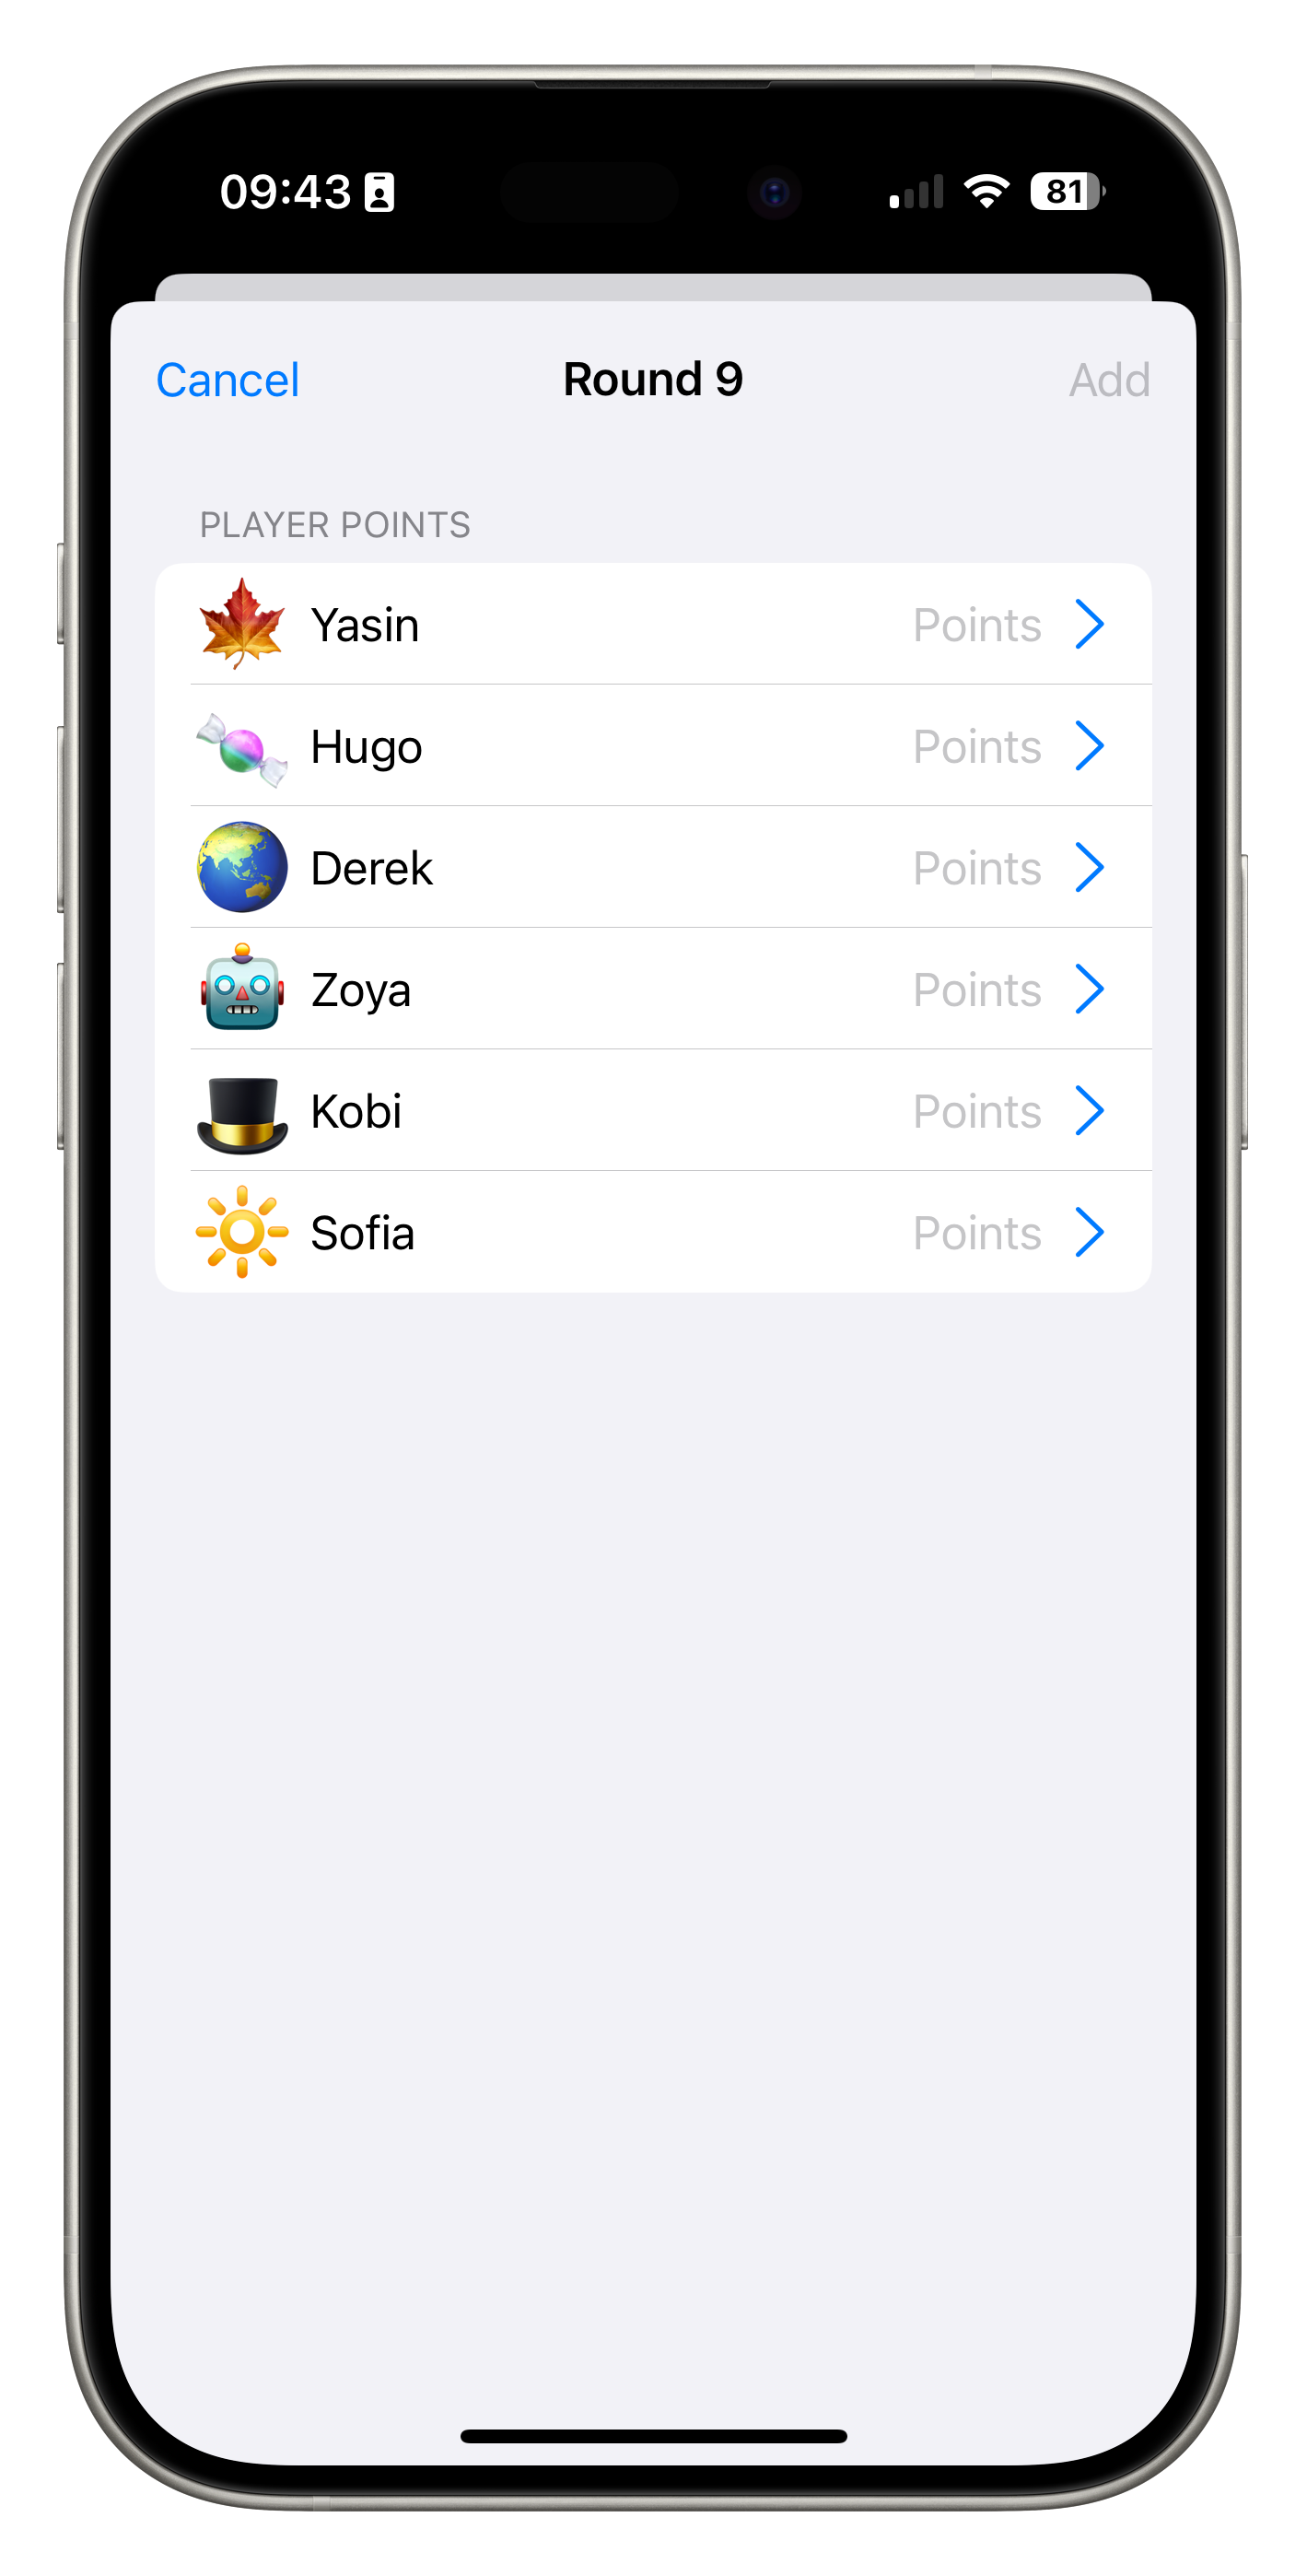 09:43 81
Cancel Round 9 Add
PLAYER POINTS
Yasin Points
Hugo Points
Derek Points
Zoya Points
Kobi Points
Sofia Points